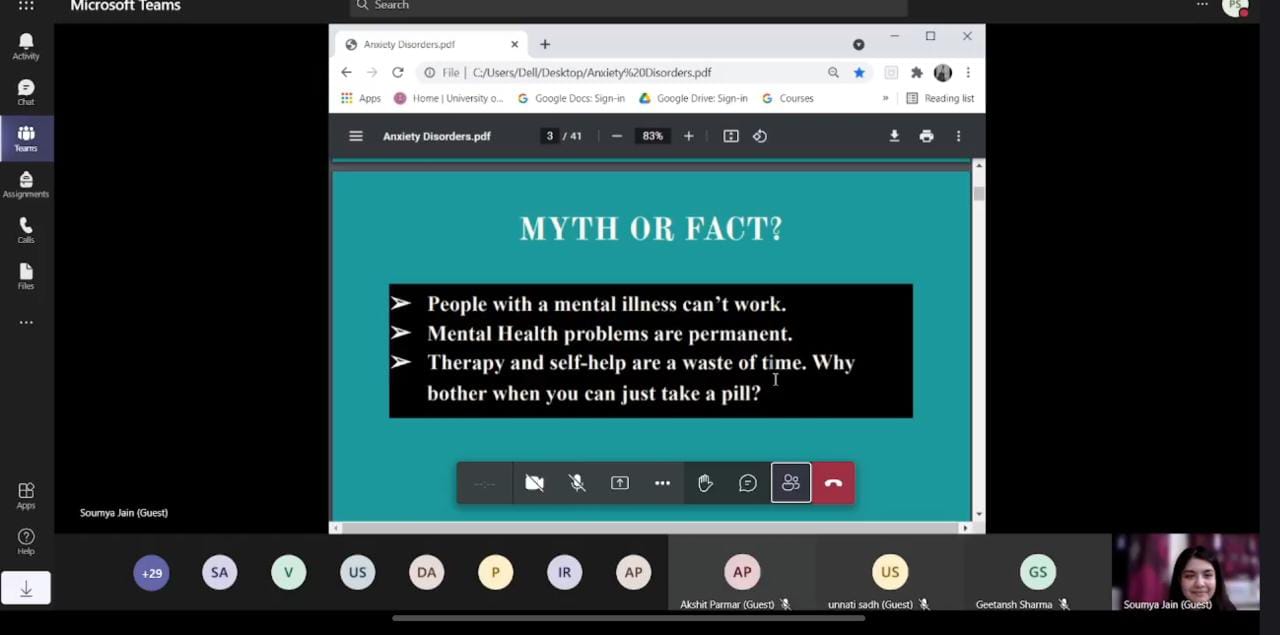 Microsoft Teams
Search
PS
Activity
Chat
Teams
Assignments
Calls
Files
Apps
Help
Anxiety Disorders.pdf
File | C:/Users/Dell/Desktop/Anxiety%20Disorders.pdf
Apps
Home | University o...
Google Docs: Sign-in
Google Drive: Sign-in
Courses
»
Reading list
Anxiety Disorders.pdf
3 / 41
83%
MYTH OR FACT?
➢ People with a mental illness can't work.
➢ Mental Health problems are permanent.
➢ Therapy and self-help are a waste of time. Why
bother when you can just take a pill?
--:--
Soumya Jain (Guest)
+29
SA
V
US
DA
P
IR
AP
AP
Akshit Parmar (Guest)
US
unnati sadh (Guest)
GS
Geetansh Sharma
Soumya Jain (Guest)